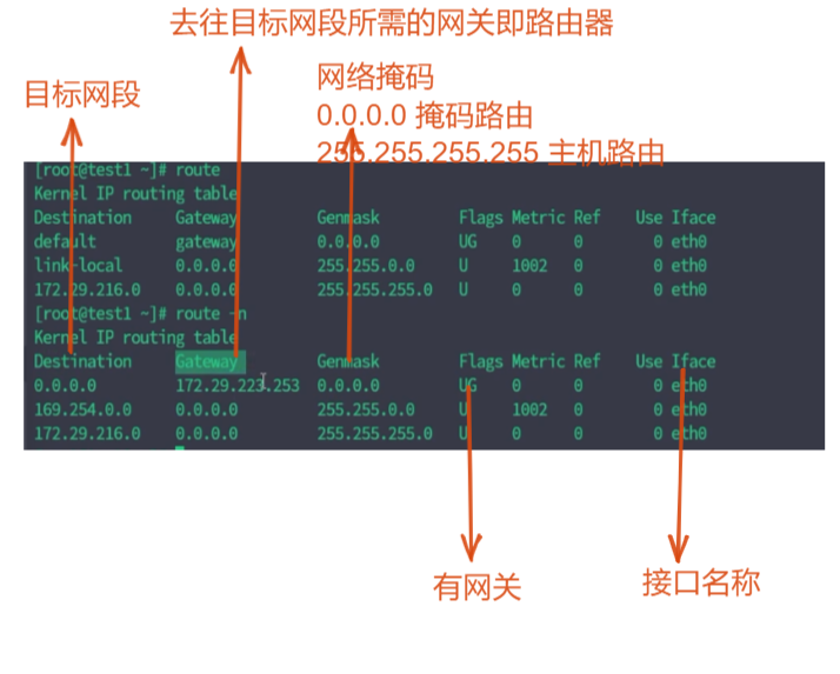 去往目标网段所需的网关即路由器
目标网段
网络掩码
0.0.0.0 掩码路由
255.255.255.255 主机路由
[root@test1 ~]# route
Kernel IP routing table
Destination Gateway Genmask Flags Metric Ref Use Iface
default gateway 0.0.0.0 UG 0 0 0 eth0
link-local 0.0.0.0 255.255.0.0 U 1002 0 0 eth0
172.29.216.0 0.0.0.0 255.255.255.0 U 0 0 0 eth0
[root@test1 ~]# route -n
Kernel IP routing table
Destination Gateway Genmask Flags Metric Ref Use Iface
0.0.0.0 172.29.223.253 0.0.0.0 UG 0 0 0 eth0
169.254.0.0 0.0.0.0 255.255.0.0 U 1002 0 0 eth0
172.29.216.0 0.0.0.0 255.255.255.0 U 0 0 0 eth0
有网关
接口名称